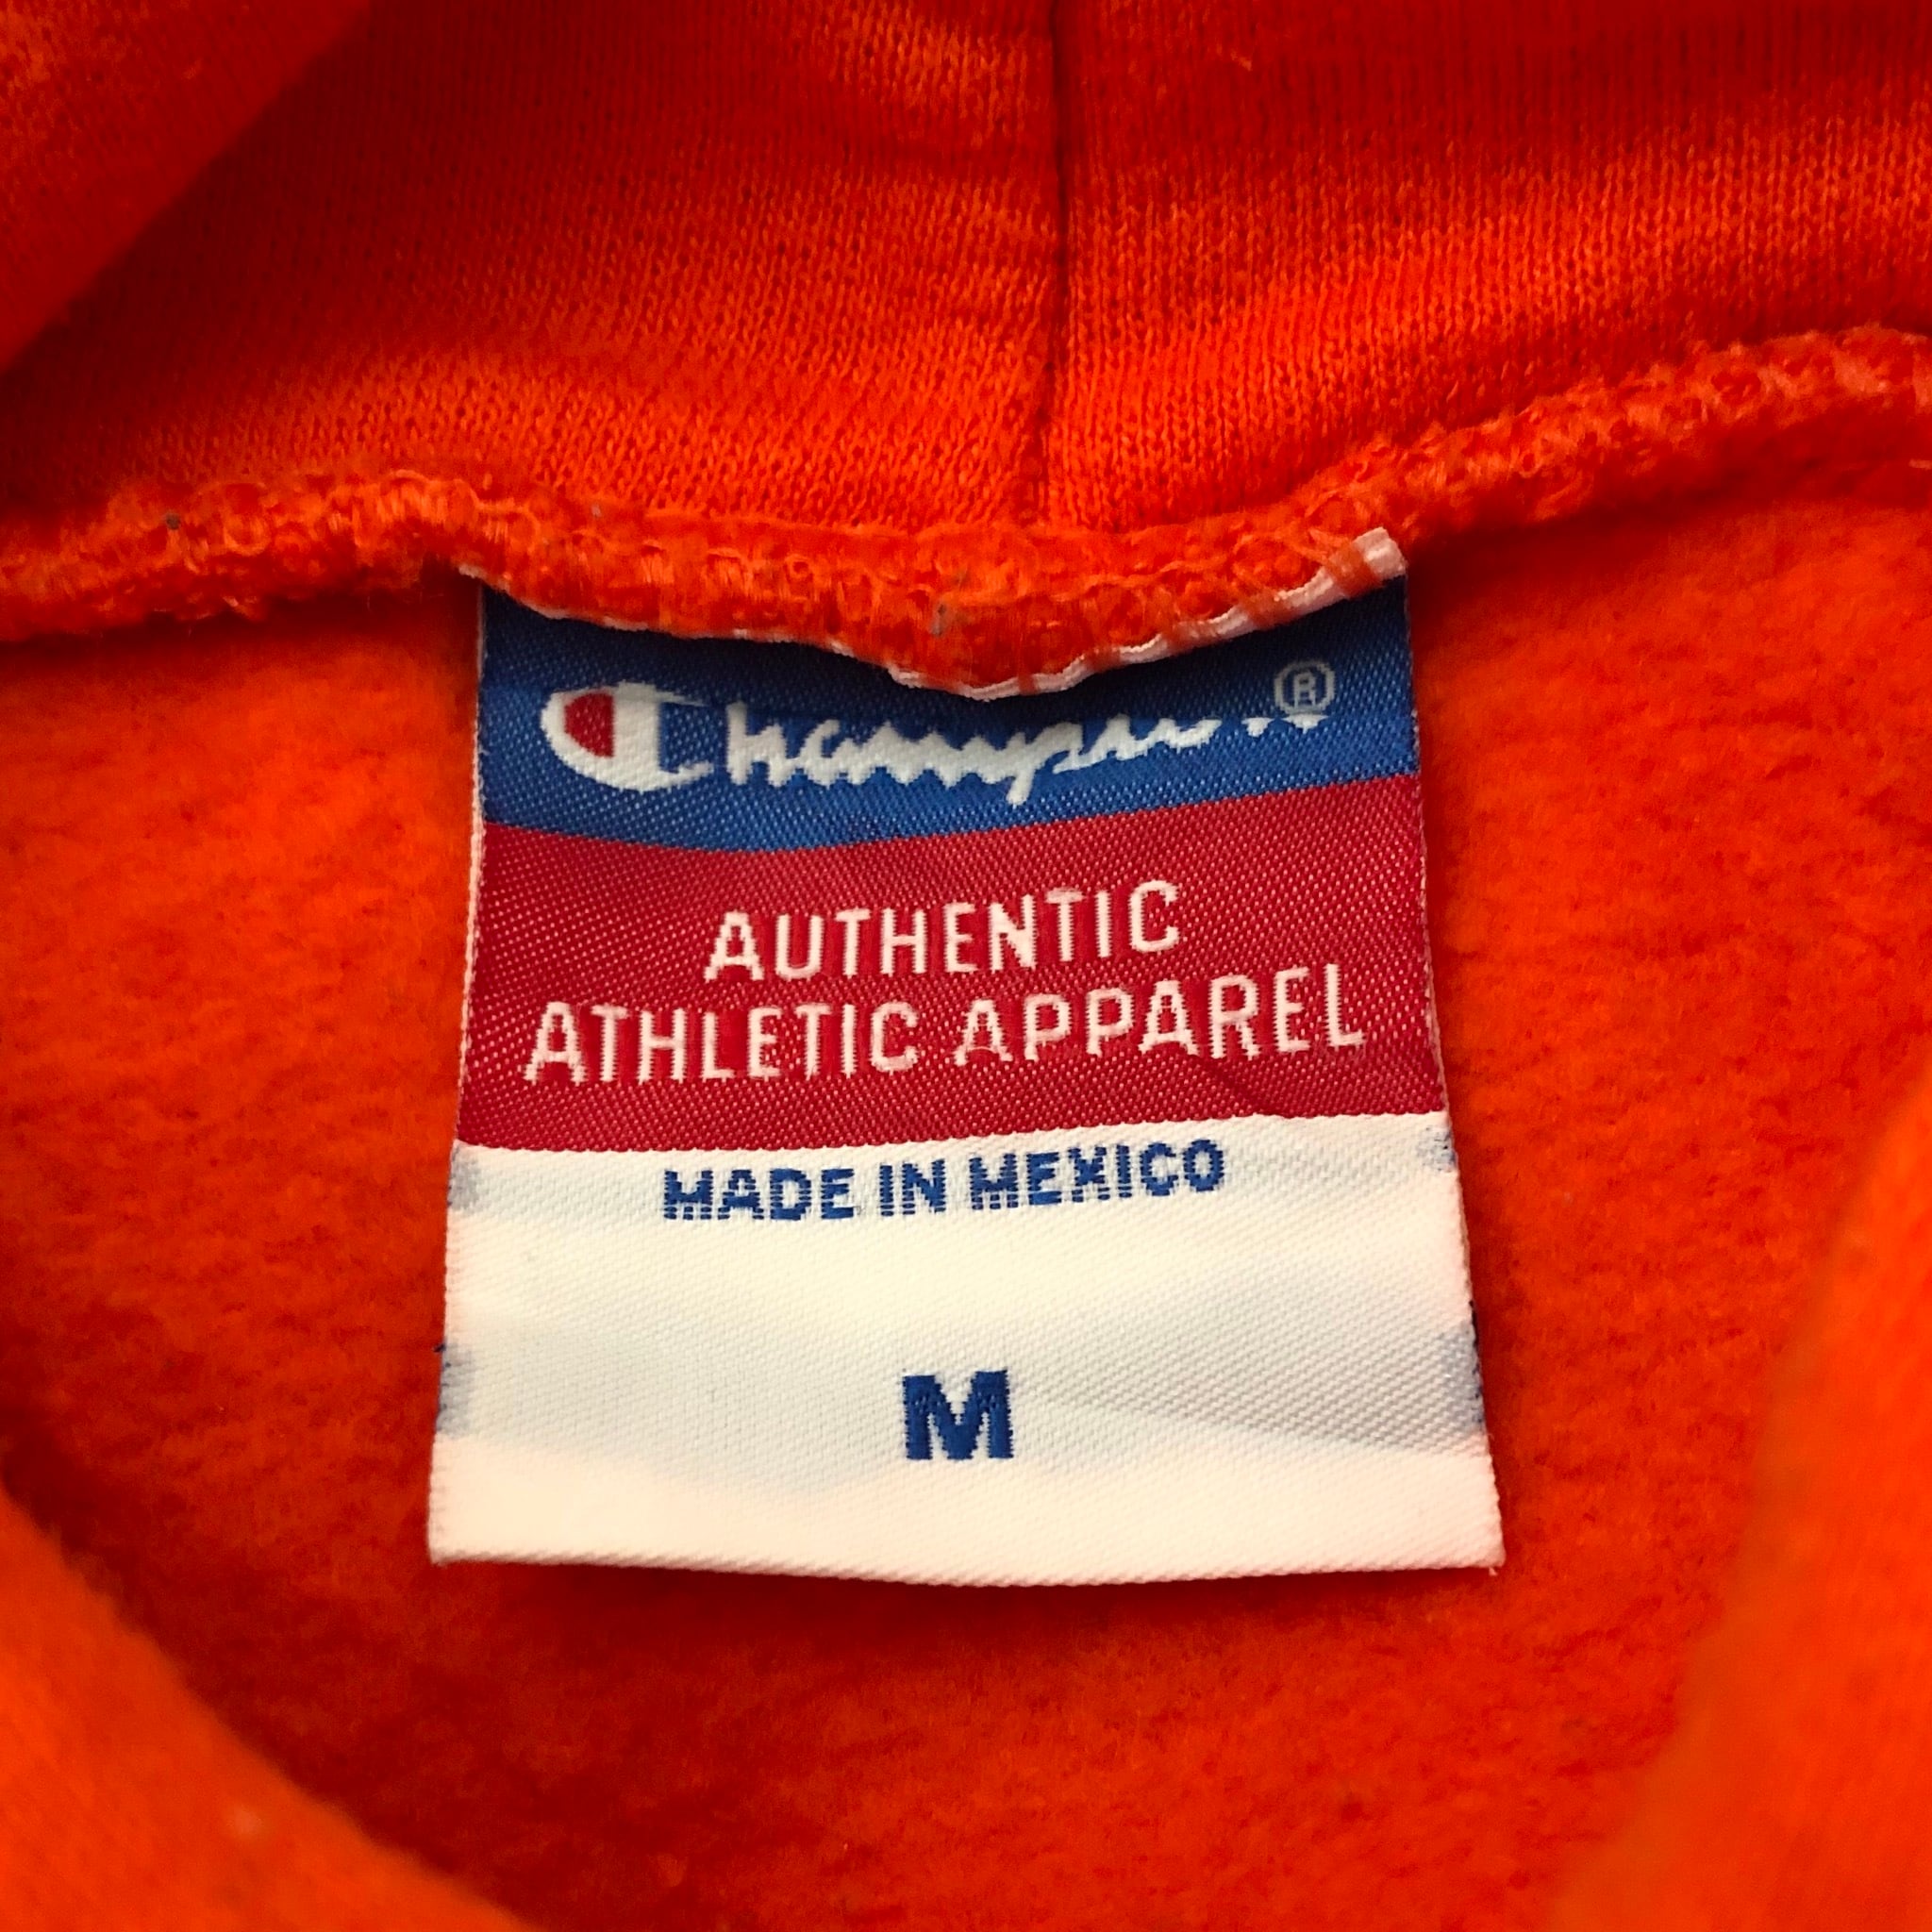 Champion®
AUTHENTIC
ATHLETIC APPAREL
MADE IN MEXICO
M